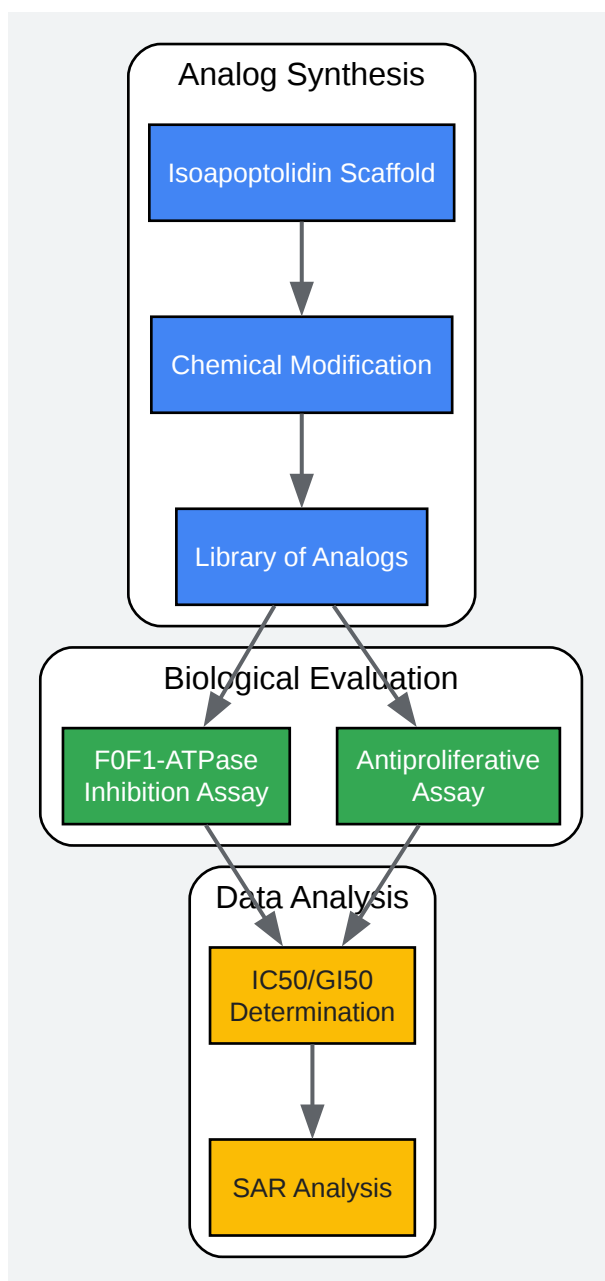 Analog Synthesis
Isoapoptolidin Scaffold
Chemical Modification
Library of Analogs
Biological Evaluation
F0F1-ATPase
Inhibition Assay
Antiproliferative
Assay
Data Analysis
IC50/GI50
Determination
SAR Analysis